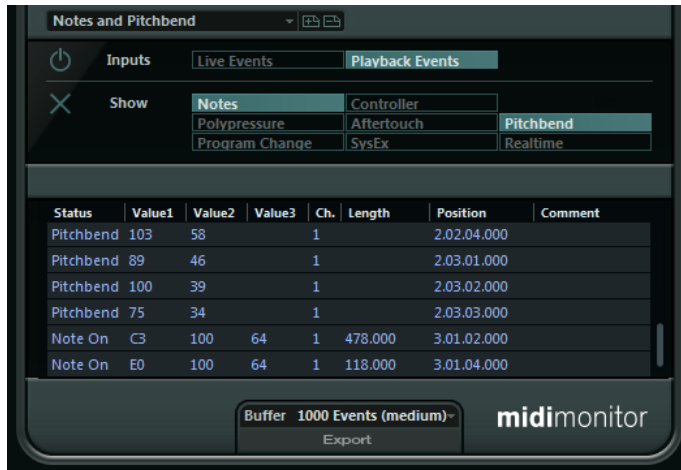 Notes and Pitchbend
Inputs Live Events Playback Events
Show Notes Controller
Polypressure Aftertouch Pitchbend
Program Change SysEx Realtime
Status Value1 Value2 Value3 Ch. Length Position Comment
Pitchbend 103 58 1 2.02.04.000
Pitchbend 89 46 1 2.03.01.000
Pitchbend 100 39 1 2.03.02.000
Pitchbend 75 34 1 2.03.03.000
Note On C3 100 64 1 478.000 3.01.02.000
Note On E0 100 64 1 118.000 3.01.04.000
Buffer 1000 Events (medium)
Export
midimonitor